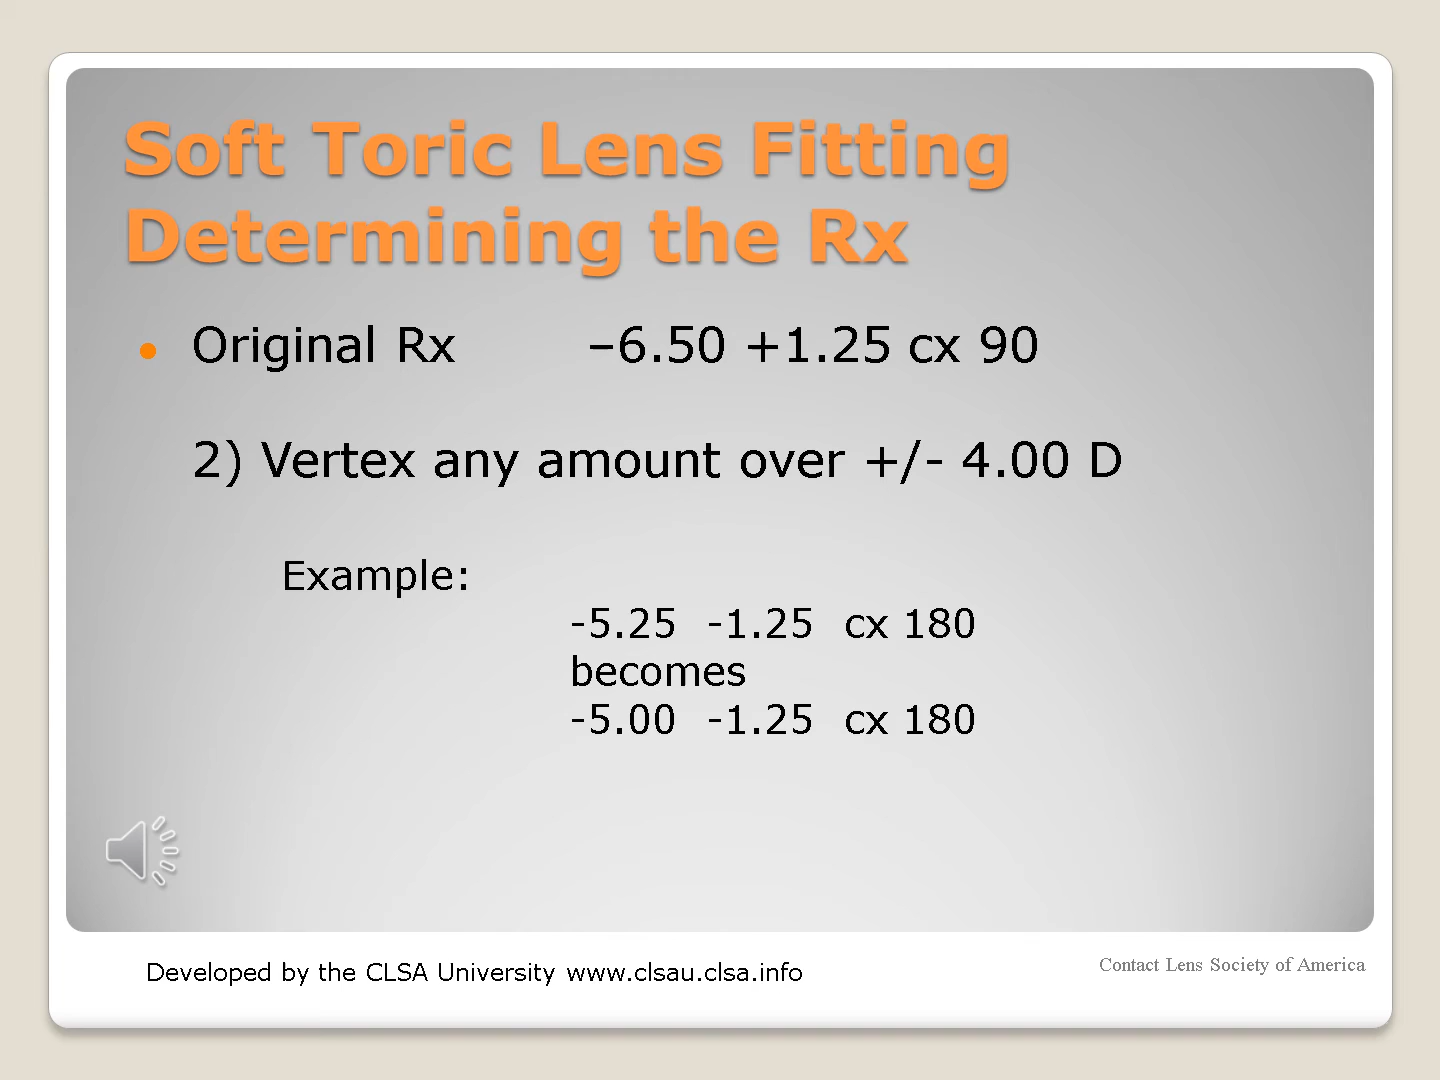 Soft Toric Lens Fitting
Determining the Rx
• Original Rx –6.50 +1.25 cx 90
2) Vertex any amount over +/- 4.00 D
Example:
-5.25 -1.25 cx 180
becomes
-5.00 -1.25 cx 180
Developed by the CLSA University www.clsau.clsa.info
Contact Lens Society of America